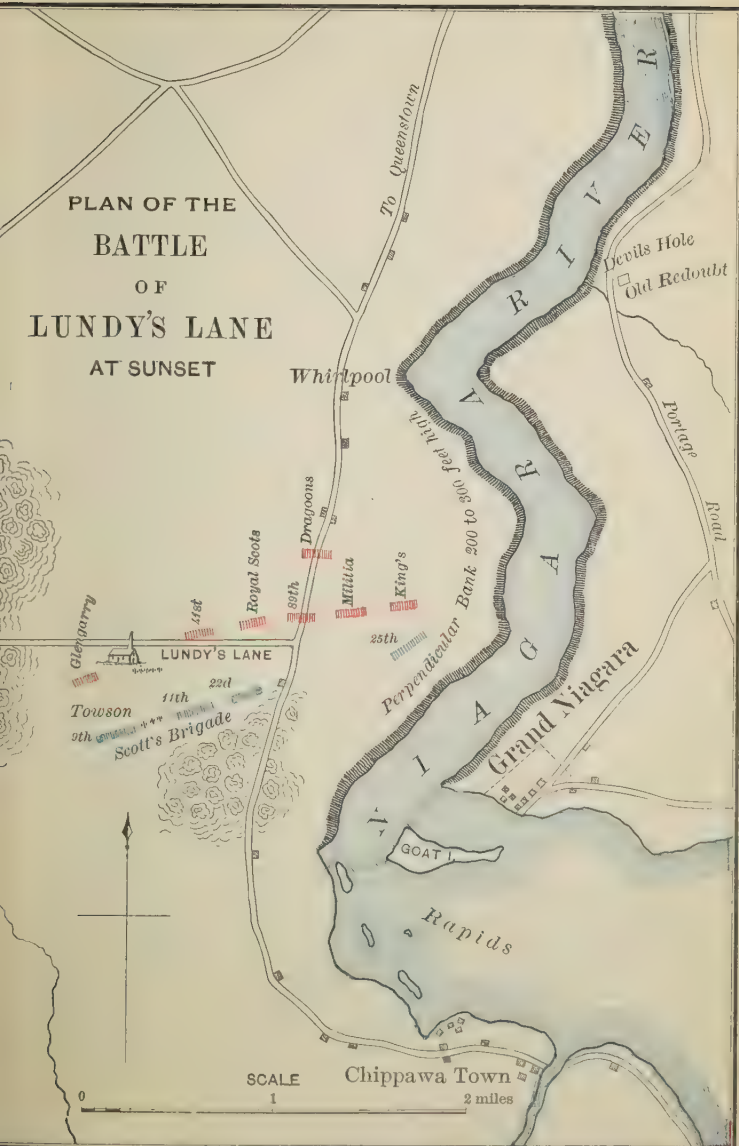 PLAN OF THE
BATTLE
OF
LUNDY'S LANE
AT SUNSET
To Queenstown
NIAGARA RIVER
Devils Hole
Old Redoubt
Whirlpool
Portage Road
Perpendicular Bank 200 to 300 feet high
Dragoons
Royal Scots
41st
89th
Militia
King's
25th
Glengarry
LUNDY'S LANE
22d
11th
Towson
9th
Scott's Brigade
Grand Niagara
GOAT I.
Rapids
Chippawa Town
SCALE
0 1 2 miles